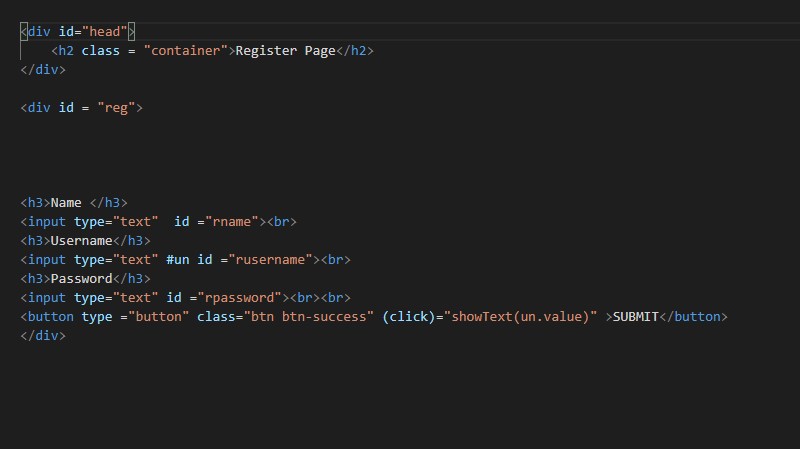 <div id="head">
    <h2 class = "container">Register Page</h2>
</div>
<div id = "reg">
<h3>Name </h3>
<input type="text"  id ="rname"><br>
<h3>Username</h3>
<input type="text" #un id ="rusername"><br>
<h3>Password</h3>
<input type="text" id ="rpassword"><br><br>
<button type ="button" class="btn btn-success" (click)="showText(un.value)" >SUBMIT</button>
</div>